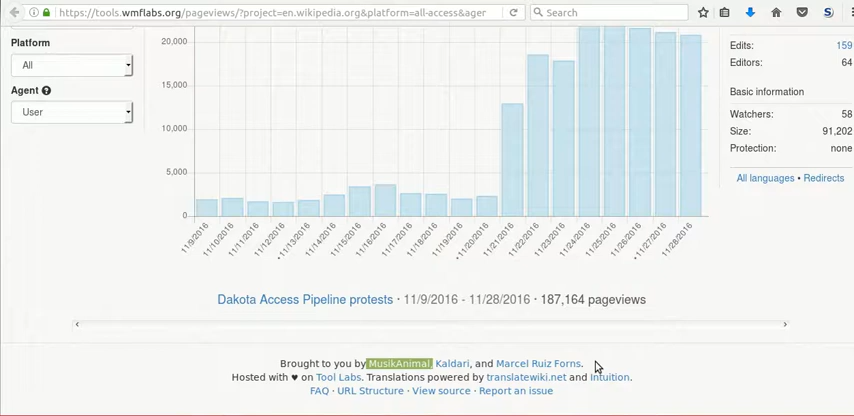 https://tools.wmflabs.org/pageviews/?project=en.wikipedia.org&platform=all-access&ager
Search
Platform
All
Agent
User
20,000
15,000
10,000
5,000
0
11/9/2016
11/10/2016
11/11/2016
11/12/2016
• 11/13/2016
11/14/2016
11/15/2016
11/16/2016
11/17/2016
11/18/2016
11/19/2016
• 11/20/2016
11/21/2016
11/22/2016
11/23/2016
11/24/2016
11/25/2016
11/26/2016
• 11/27/2016
11/28/2016
Edits: 159
Editors: 64
Basic information
Watchers: 58
Size: 91,202
Protection: none
All languages • Redirects
Dakota Access Pipeline protests · 11/9/2016 - 11/28/2016 · 187,164 pageviews
Brought to you by MusikAnimal, Kaldari, and Marcel Ruiz Forns.
Hosted with ♥ on Tool Labs. Translations powered by translatewiki.net and Intuition.
FAQ · URL Structure · View source · Report an issue